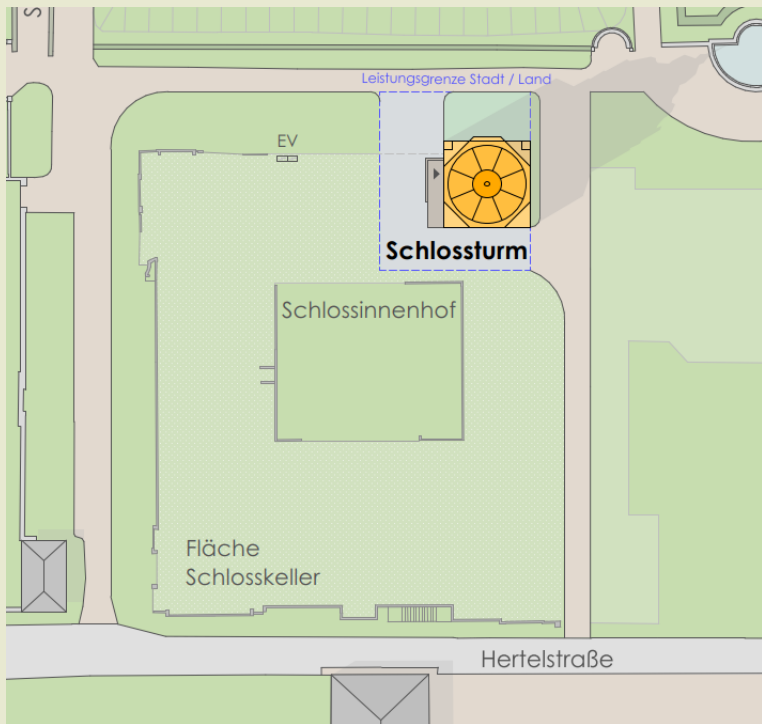 Leistungsgrenze Stadt / Land
EV
Schlossturm
Schlossinnenhof
Fläche
Schlosskeller
Hertelstraße